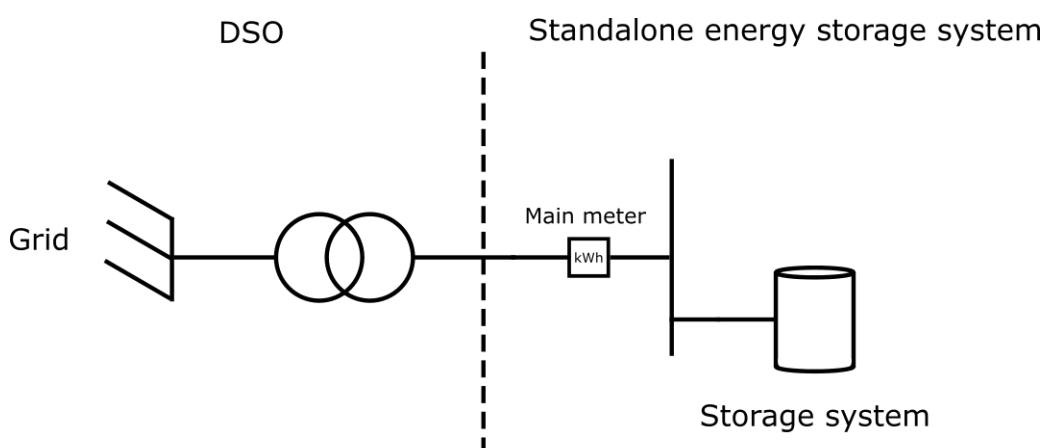 DSO
Standalone energy storage system
Main meter
Grid
kWh
Storage system